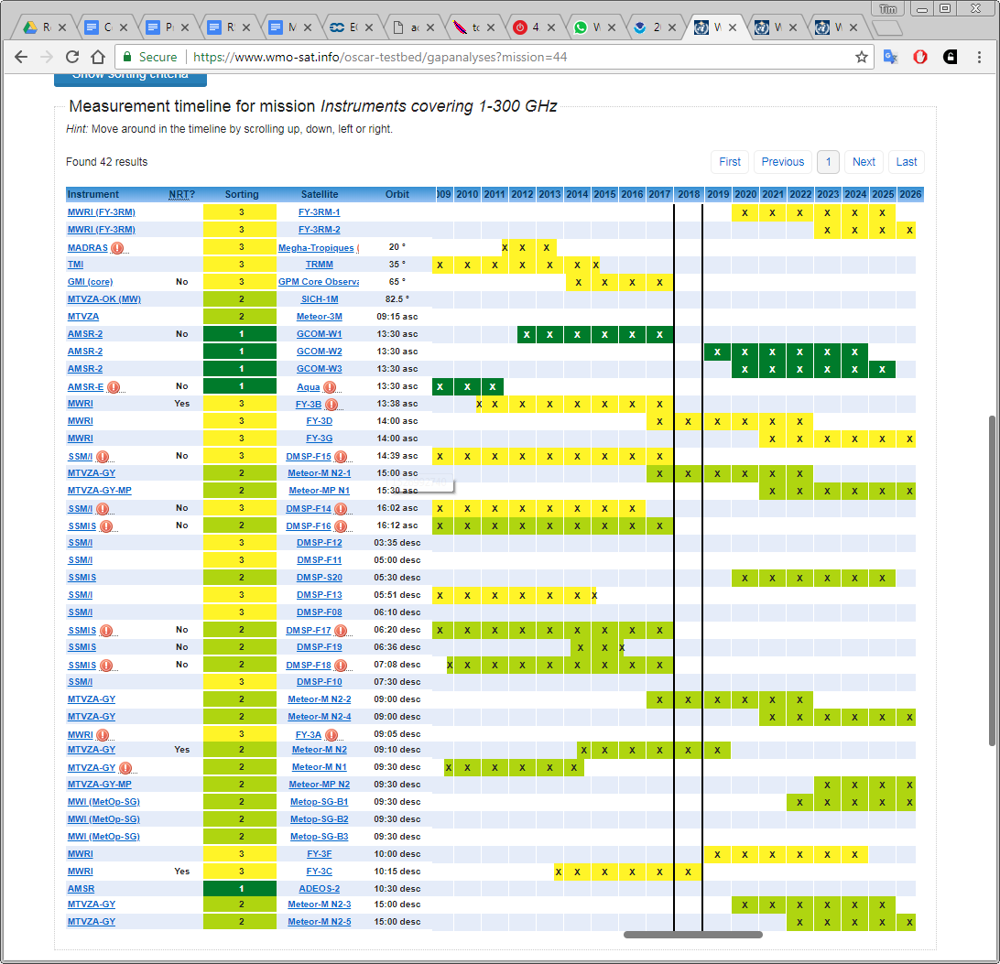 Tim
R
C
P
R
M
E
ac
tc
4
W
2
W
W
W
Secure https://www.wmo-sat.info/oscar-testbed/gapanalyses?mission=44
Show sorting criteria
Measurement timeline for mission Instruments covering 1-300 GHz
Hint: Move around in the timeline by scrolling up, down, left or right.
Found 42 results First Previous 1 Next Last
Instrument NRT? Sorting Satellite Orbit 009 2010 2011 2012 2013 2014 2015 2016 2017 2018 2019 2020 2021 2022 2023 2024 2025 2026
MWRI (FY-3RM) 3 FY-3RM-1 X X X X X X
MWRI (FY-3RM) 3 FY-3RM-2 X X X X
MADRAS 3 Megha-Tropiques ( 20 ° X X X
TMI 3 TRMM 35 ° X X X X X X X
GMI (core) No 3 GPM Core Observa 65 ° X X X X
MTVZA-OK (MW) 2 SICH-1M 82.5 °
MTVZA 2 Meteor-3M 09:15 asc
AMSR-2 No 1 GCOM-W1 13:30 asc X X X X X X
AMSR-2 1 GCOM-W2 13:30 asc X X X X X X
AMSR-2 1 GCOM-W3 13:30 asc X X X X X X
AMSR-E No 1 Aqua 13:30 asc X X X
MWRI Yes 3 FY-3B 13:38 asc X X X X X X X X
MWRI 3 FY-3D 14:00 asc X X X X X X
MWRI 3 FY-3G 14:00 asc X X X X X X
SSM/I No 3 DMSP-F15 14:39 asc X X X X X X X X X
MTVZA-GY 2 Meteor-M N2-1 15:00 asc X X X X X X
MTVZA-GY-MP 2 Meteor-MP N1 15:30 asc X X X X X X
SSM/I No 3 DMSP-F14 16:02 asc X X X X X X X X
SSMIS No 2 DMSP-F16 16:12 asc X X X X X X X X X
SSM/I 3 DMSP-F12 03:35 desc
SSM/I 3 DMSP-F11 05:00 desc
SSMIS 2 DMSP-S20 05:30 desc X X X X X X
SSM/I 3 DMSP-F13 05:51 desc X X X X X X X
SSM/I 3 DMSP-F08 06:10 desc
SSMIS No 2 DMSP-F17 06:20 desc X X X X X X X X X
SSMIS No 2 DMSP-F19 06:36 desc X X X
SSMIS No 2 DMSP-F18 07:08 desc X X X X X X X X X
SSM/I 3 DMSP-F10 07:30 desc
MTVZA-GY 2 Meteor-M N2-2 09:00 desc X X X X X X
MTVZA-GY 2 Meteor-M N2-4 09:00 desc X X X X X X
MWRI 3 FY-3A 09:05 desc
MTVZA-GY Yes 2 Meteor-M N2 09:10 desc X X X X X X
MTVZA-GY 2 Meteor-M N1 09:30 desc X X X X X X
MTVZA-GY-MP 2 Meteor-MP N2 09:30 desc X X X X
MWI (MetOp-SG) 2 Metop-SG-B1 09:30 desc X X X X X
MWI (MetOp-SG) 2 Metop-SG-B2 09:30 desc
MWI (MetOp-SG) 2 Metop-SG-B3 09:30 desc
MWRI 3 FY-3F 10:00 desc X X X X X X
MWRI Yes 3 FY-3C 10:15 desc X X X X X X
AMSR 1 ADEOS-2 10:30 desc
MTVZA-GY 2 Meteor-M N2-3 15:00 desc X X X X X X
MTVZA-GY 2 Meteor-M N2-5 15:00 desc X X X X X